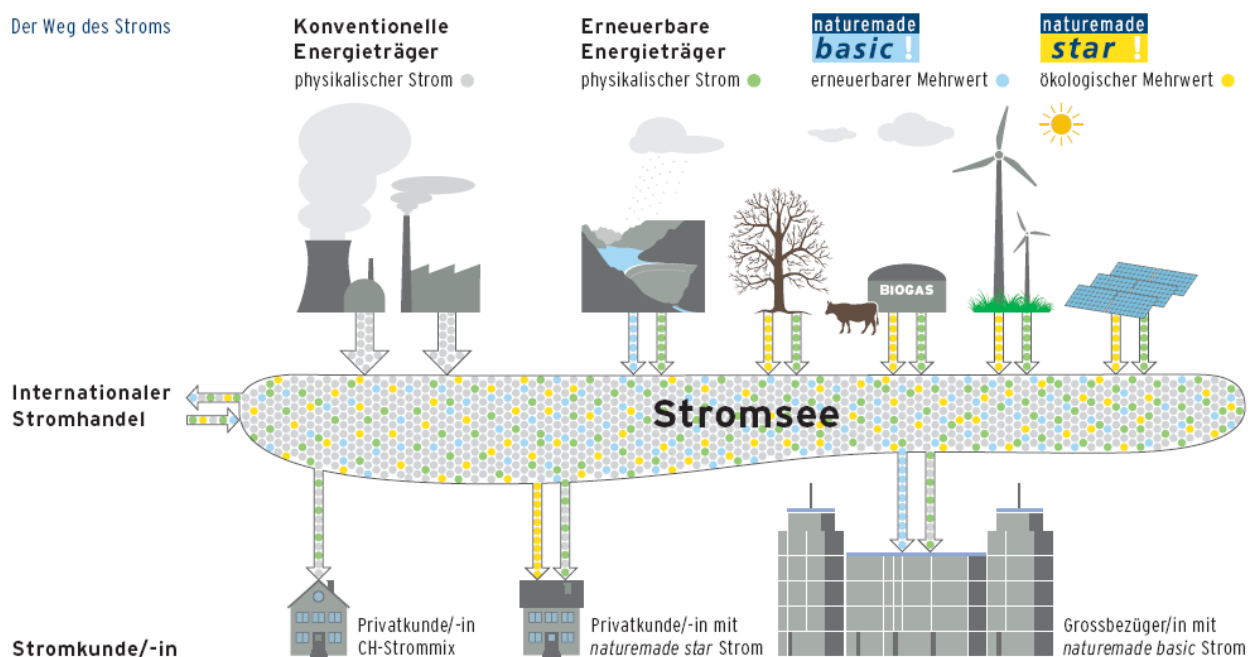 Der Weg des Stroms
Konventionelle
Energieträger
physikalischer Strom
Erneuerbare
Energieträger
physikalischer Strom
naturemade
basic !
erneuerbarer Mehrwert
naturemade
star !
ökologischer Mehrwert
BIOGAS
Internationaler
Stromhandel
Stromsee
Stromkunde/-in
Privatkunde/-in
CH-Strommix
Privatkunde/-in mit
naturemade star Strom
Grossbezüger/in mit
naturemade basic Strom